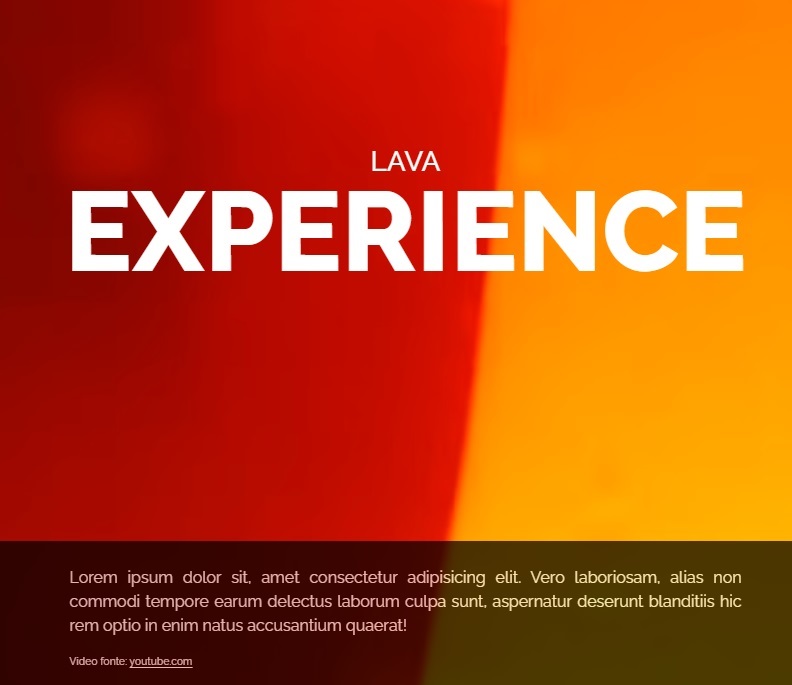 LAVA
EXPERIENCE
Lorem ipsum dolor sit, amet consectetur adipisicing elit. Vero laboriosam, alias non
commodi tempore earum delectus laborum culpa sunt, aspernatur deserunt blanditiis hic
rem optio in enim natus accusantium quaerat!
Video fonte: youtube.com